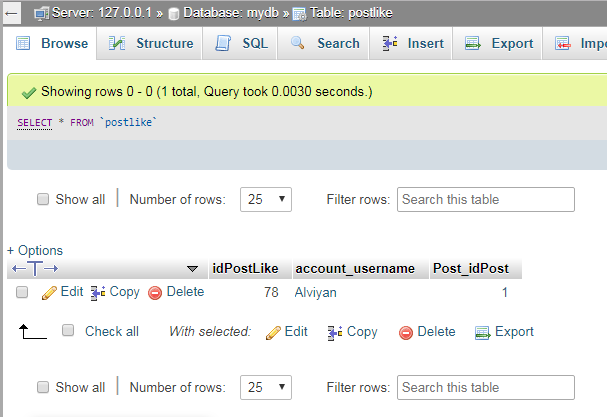 Server: 127.0.0.1 » Database: mydb » Table: postlike
Browse Structure SQL Search Insert Export Impo
Showing rows 0 - 0 (1 total, Query took 0.0030 seconds.)
SELECT * FROM `postlike`
Show all Number of rows: 25 Filter rows: Search this table
+ Options
idPostLike account_username Post_idPost
Edit Copy Delete 78 Alviyan 1
Check all With selected: Edit Copy Delete Export
Show all Number of rows: 25 Filter rows: Search this table